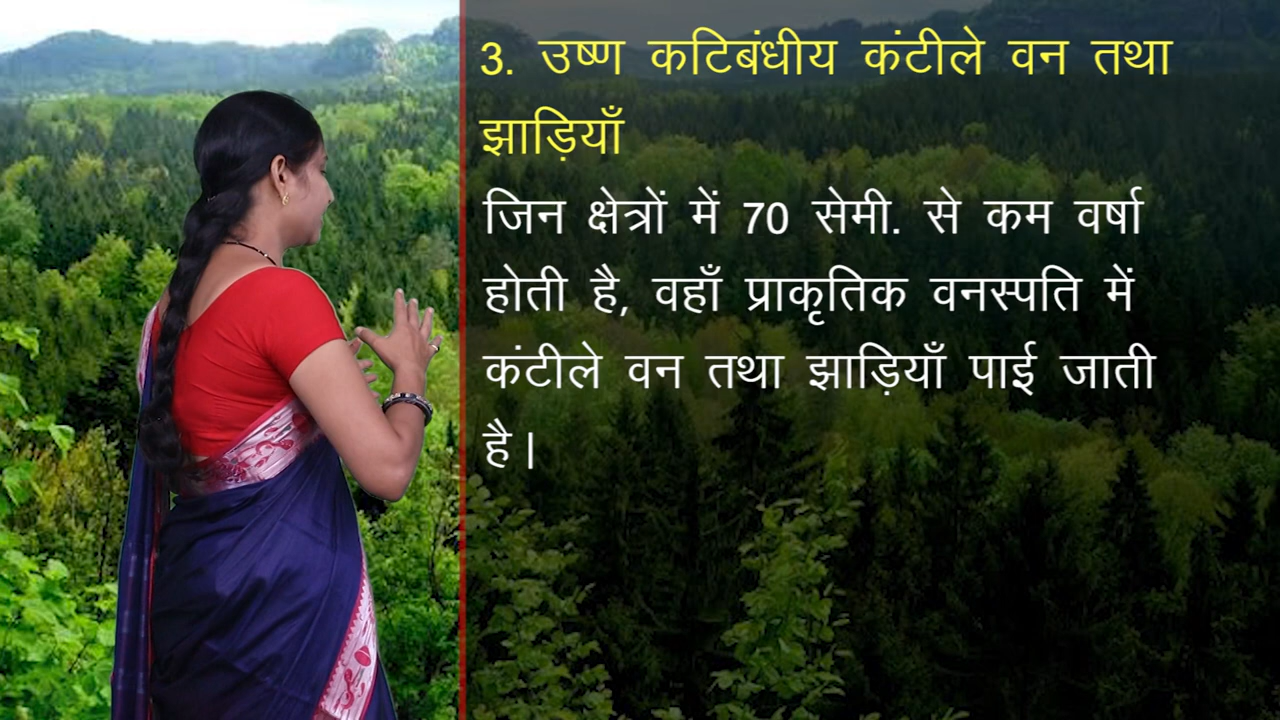 3. उष्ण कटिबंधीय कंटीले वन तथा
झाड़ियाँ
जिन क्षेत्रों में 70 सेमी. से कम वर्षा
होती है, वहाँ प्राकृतिक वनस्पति में
कंटीले वन तथा झाड़ियाँ पाई जाती
है।